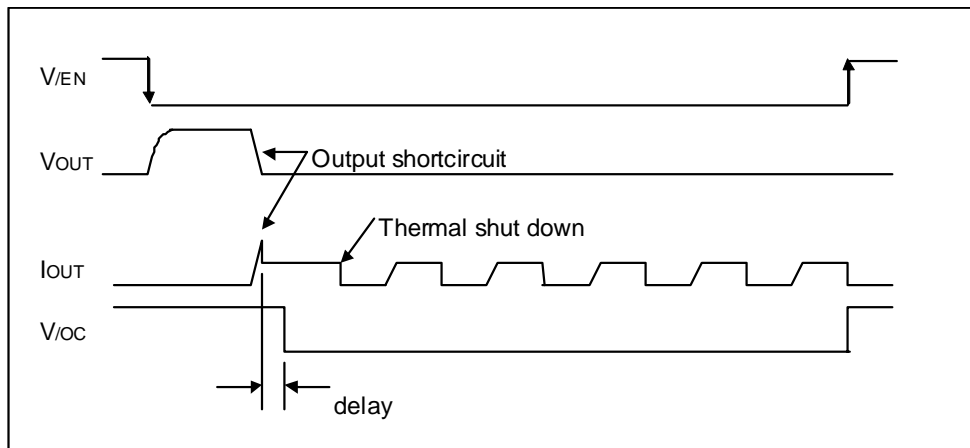 V/EN
VOUT
Output shortcircuit
Thermal shut down
IOUT
V/OC
delay